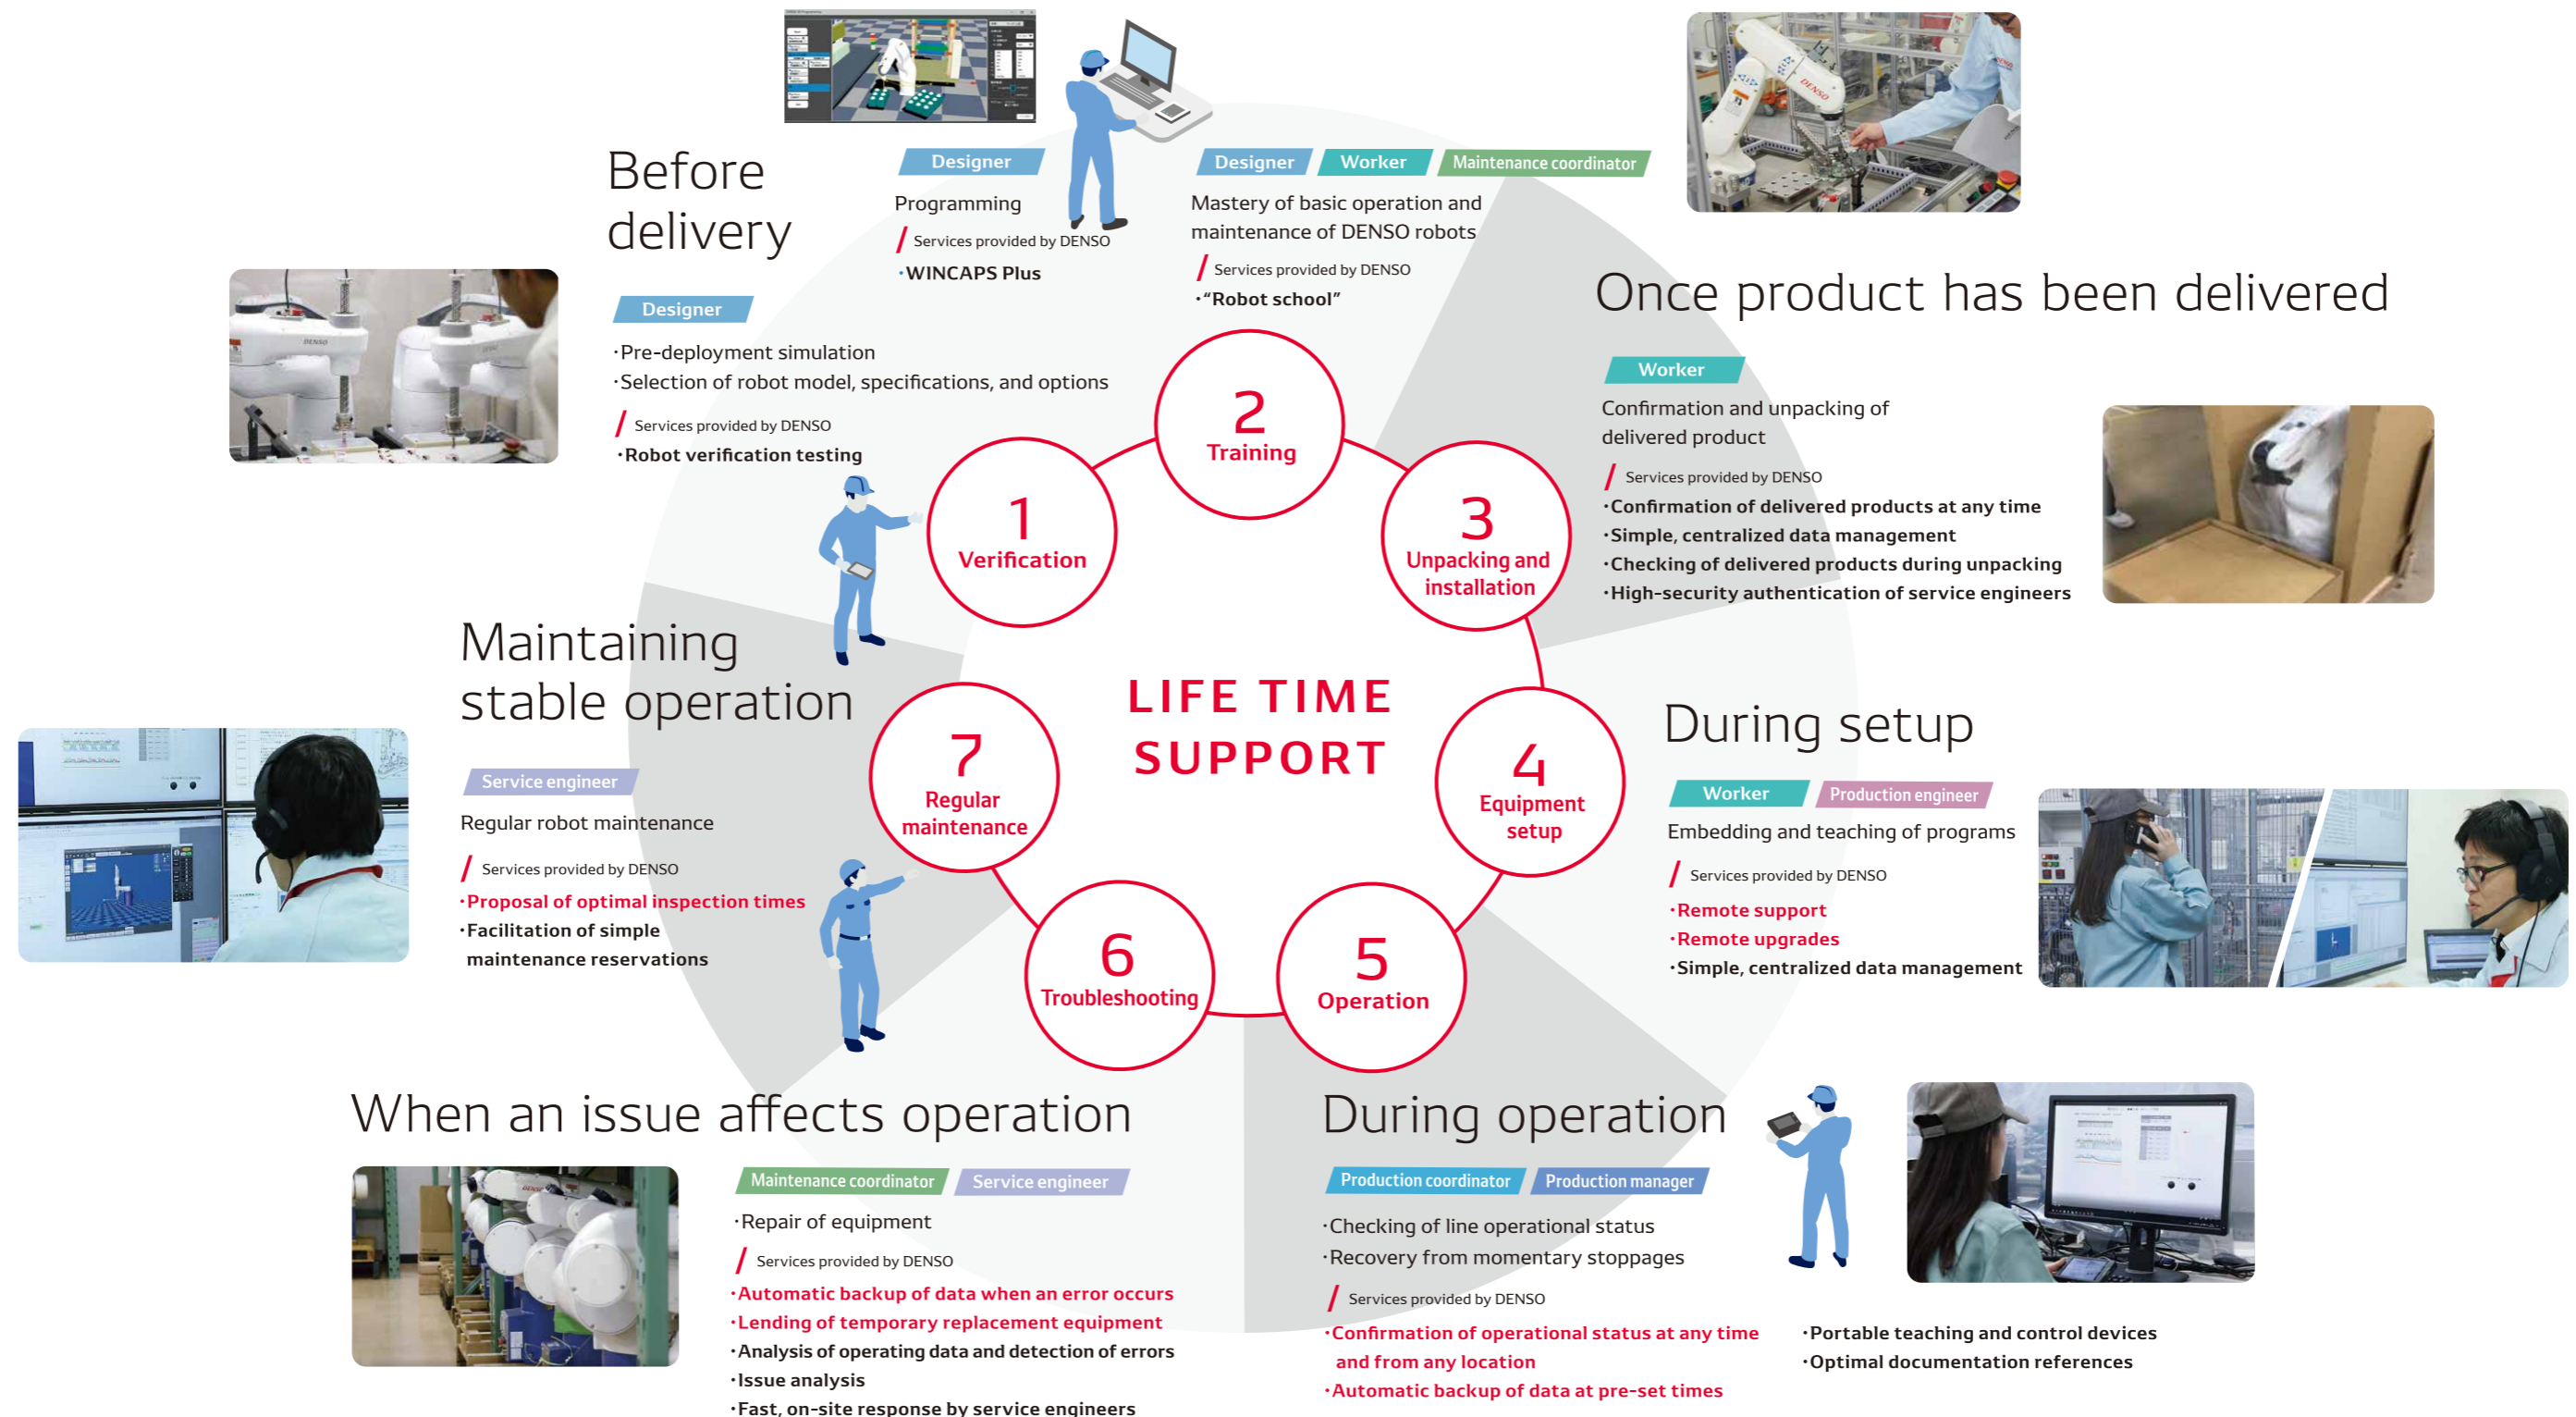 Before
delivery
Designer
Programming
Services provided by DENSO
・WINCAPS Plus
Designer
・Pre-deployment simulation
・Selection of robot model, specifications, and options
Services provided by DENSO
・Robot verification testing
Designer Worker Maintenance coordinator
Mastery of basic operation and
maintenance of DENSO robots
Services provided by DENSO
・“Robot school”
Once product has been delivered
Worker
Confirmation and unpacking of
delivered product
Services provided by DENSO
・Confirmation of delivered products at any time
・Simple, centralized data management
・Checking of delivered products during unpacking
・High-security authentication of service engineers
1
Verification
2
Training
3
Unpacking and
installation
4
Equipment
setup
5
Operation
6
Troubleshooting
7
Regular
maintenance
LIFE TIME
SUPPORT
During setup
Worker Production engineer
Embedding and teaching of programs
Services provided by DENSO
・Remote support
・Remote upgrades
・Simple, centralized data management
During operation
Production coordinator Production manager
・Checking of line operational status
・Recovery from momentary stoppages
Services provided by DENSO
・Confirmation of operational status at any time
and from any location
・Automatic backup of data at pre-set times
・Portable teaching and control devices
・Optimal documentation references
When an issue affects operation
Maintenance coordinator Service engineer
・Repair of equipment
Services provided by DENSO
・Automatic backup of data when an error occurs
・Lending of temporary replacement equipment
・Analysis of operating data and detection of errors
・Issue analysis
・Fast, on-site response by service engineers
Maintaining
stable operation
Service engineer
Regular robot maintenance
Services provided by DENSO
・Proposal of optimal inspection times
・Facilitation of simple
maintenance reservations
DENSO
DENSO
DENSO